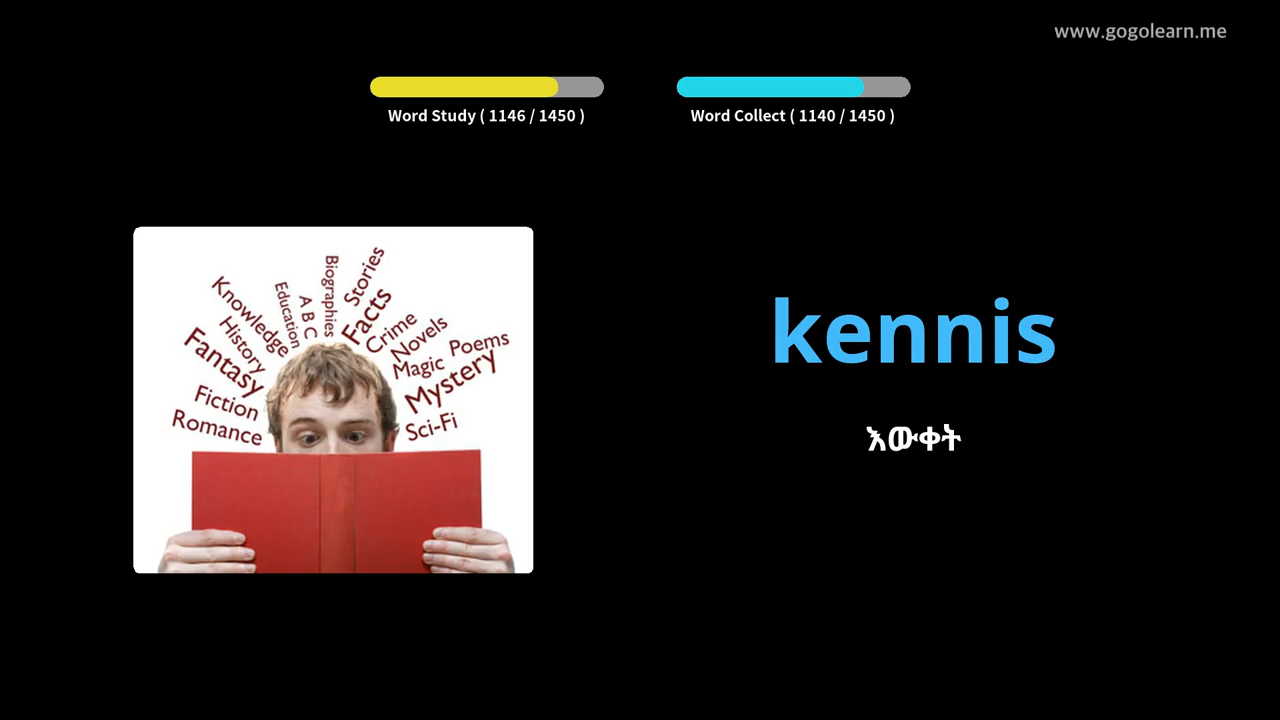 www.gogolearn.me
Word Study ( 1146 / 1450 )
Word Collect ( 1140 / 1450 )
Biographies
Stories
Education
A B C
Facts
Knowledge
Crime
History
Novels
Fantasy
Magic
Poems
Mystery
Fiction
Romance
Sci-Fi
kennis
እውቀት